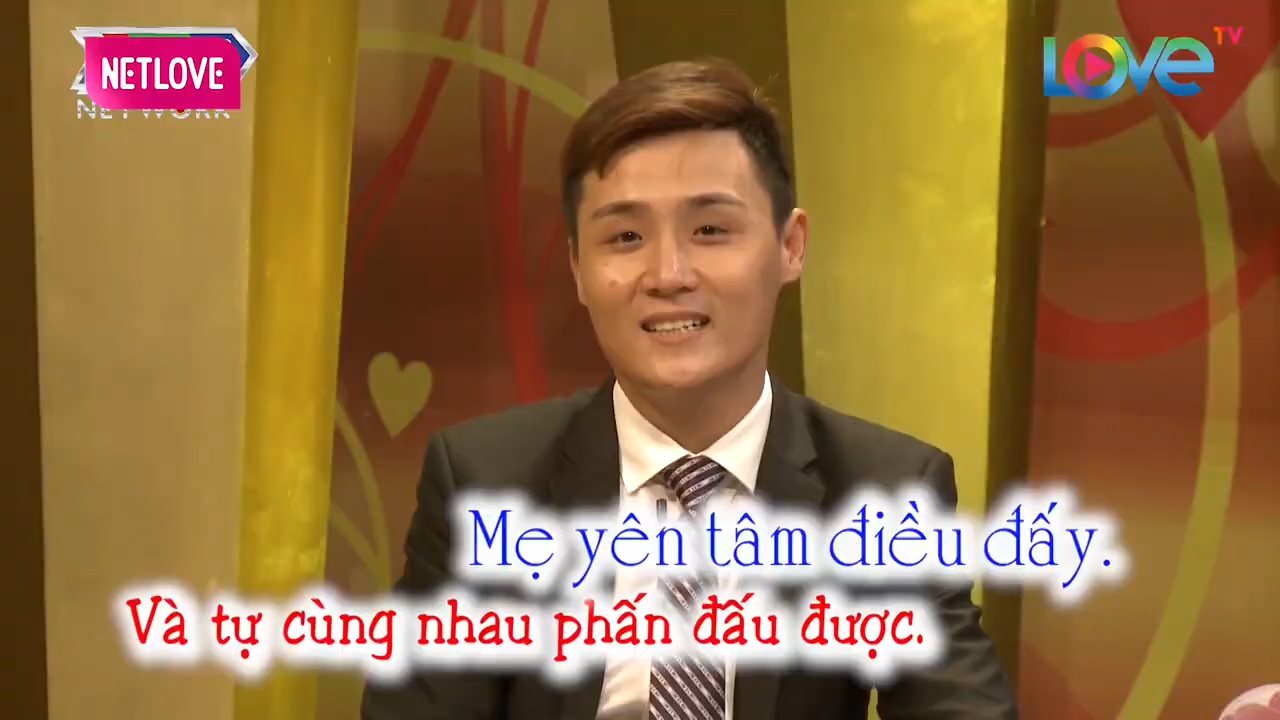 NETLOVE
NETWORK
LOVE TV
Mẹ yên tâm điều đấy.
Và tự cùng nhau phấn đấu được.